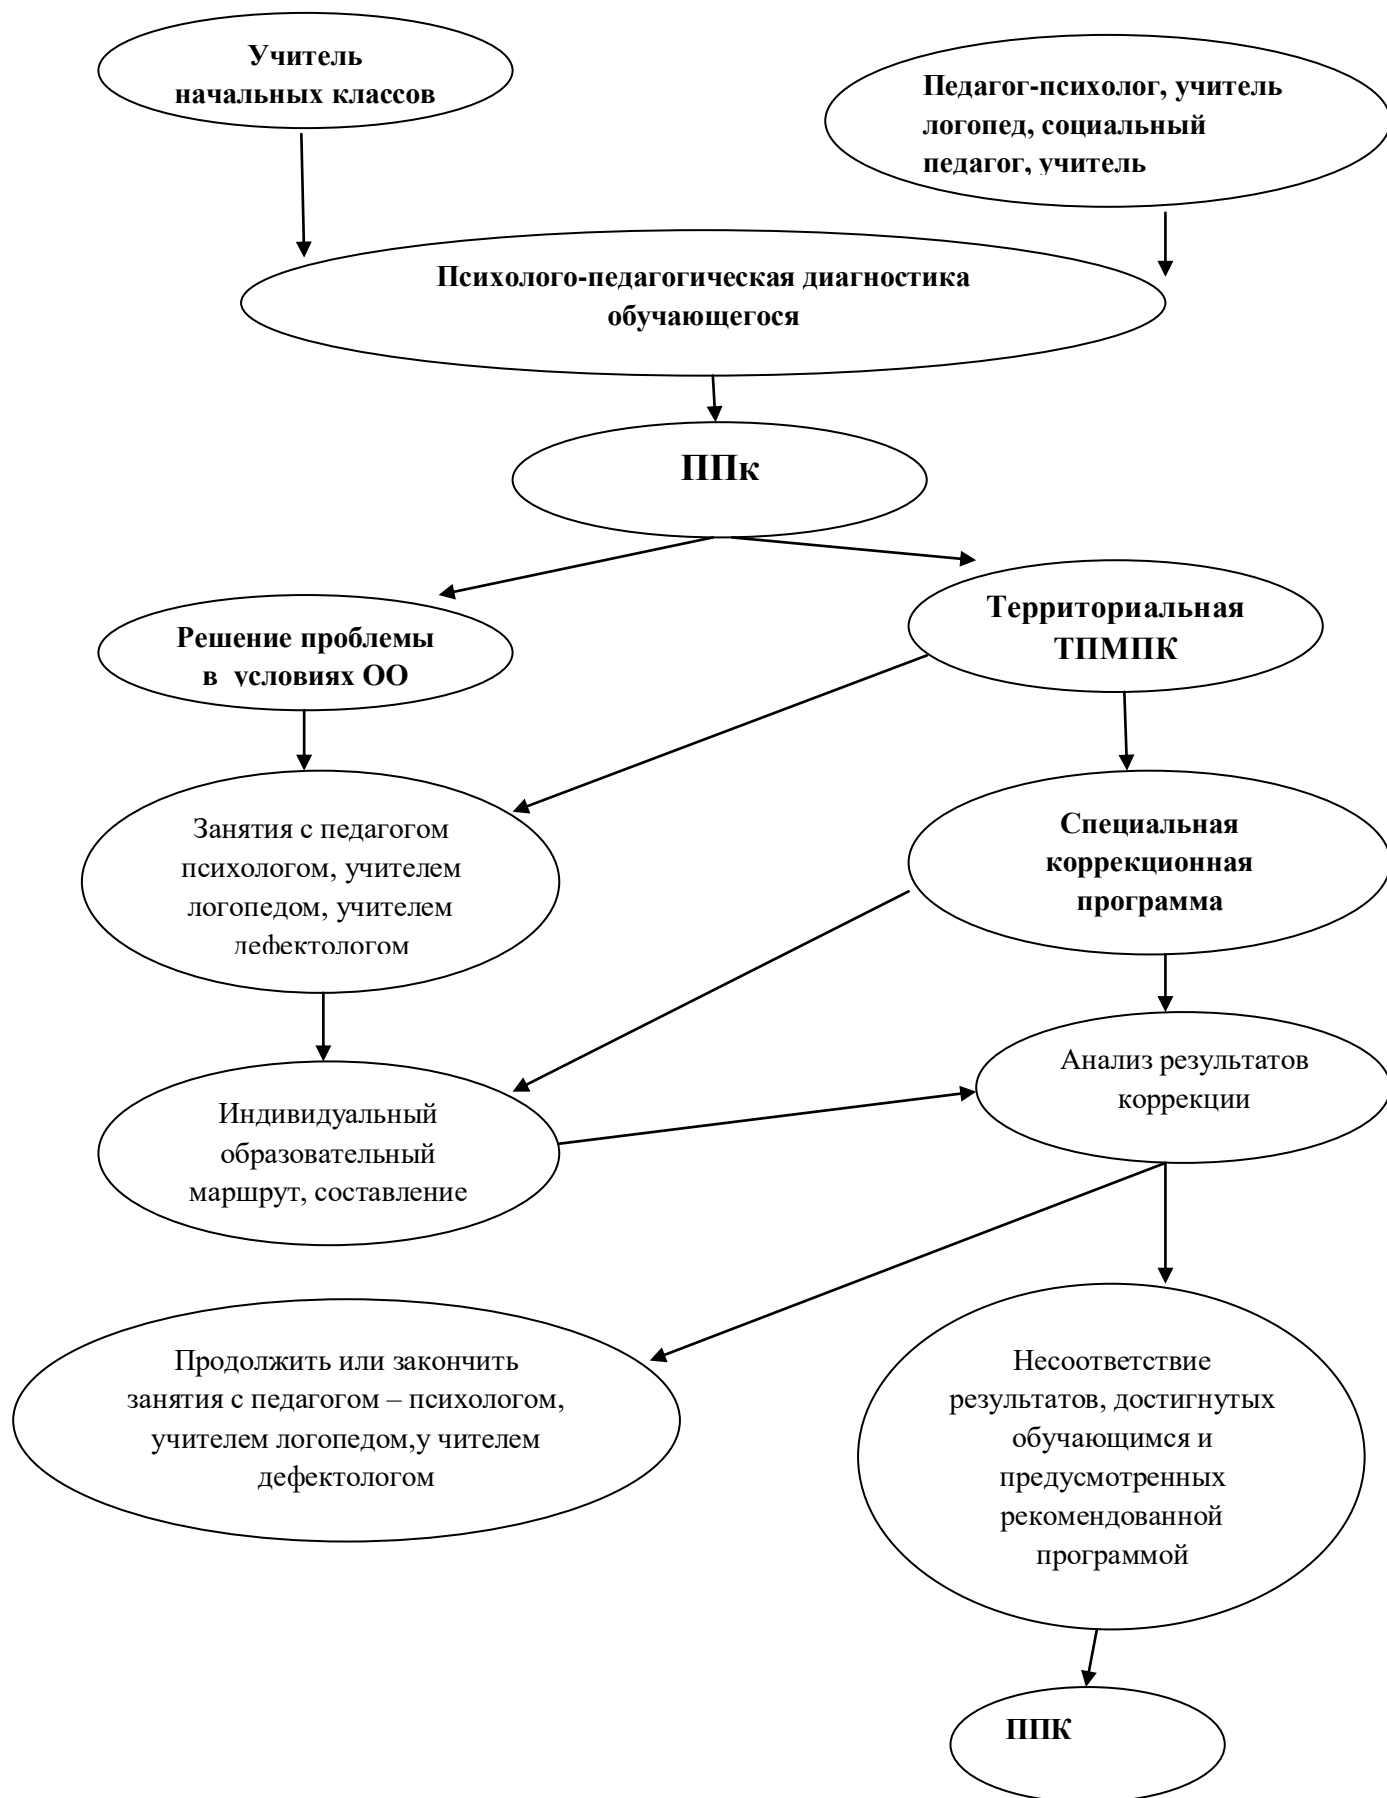 Учитель
начальных классов
Педагог-психолог, учитель
логопед, социальный
педагог, учитель
Психолого-педагогическая диагностика
обучающегося
ППк
Решение проблемы
в условиях ОО
Территориальная
ТПМПК
Занятия с педагогом
психологом, учителем
логопедом, учителем
дефектологом
Специальная
коррекционная
программа
Анализ результатов
коррекции
Индивидуальный
образовательный
маршрут, составление
Продолжить или закончить
занятия с педагогом – психологом,
учителем логопедом,у чителем
дефектологом
Несоответствие
результатов, достигнутых
обучающимся и
предусмотренных
рекомендованной
программой
ППК